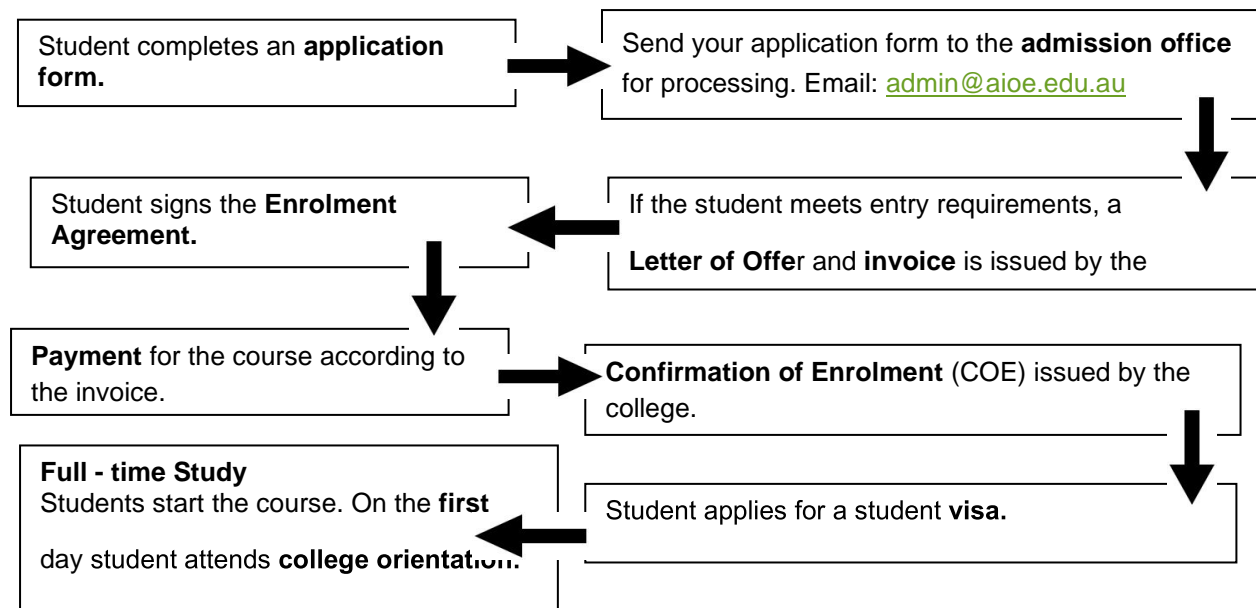 Student completes an application
form.
Send your application form to the admission office
for processing. Email: admin@aioe.edu.au
If the student meets entry requirements, a
Letter of Offer and invoice is issued by the
Student signs the Enrolment
Agreement.
Payment for the course according to
the invoice.
Confirmation of Enrolment (COE) issued by the
college.
Student applies for a student visa.
Full - time Study
Students start the course. On the first
day student attends college orientation.